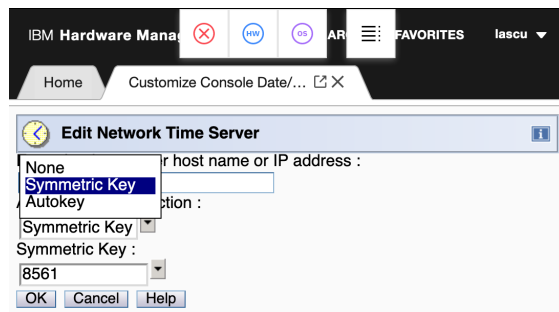 IBM Hardware Mana
HW
os
AR
FAVORITES
lascu
Home
Customize Console Date/...
Edit Network Time Server
i
r host name or IP address :
None
Symmetric Key
Autokey
ction :
Symmetric Key
Symmetric Key :
8561
OK
Cancel
Help